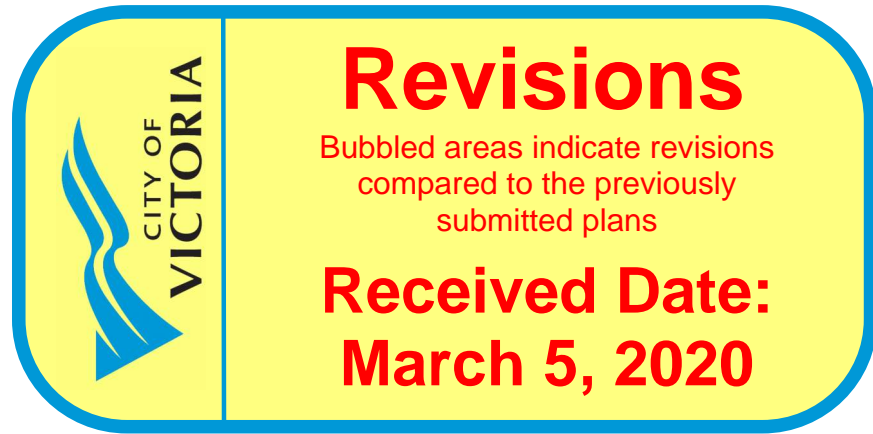 CITY OF
VICTORIA
Revisions
Bubbled areas indicate revisions
compared to the previously
submitted plans
Received Date:
March 5, 2020